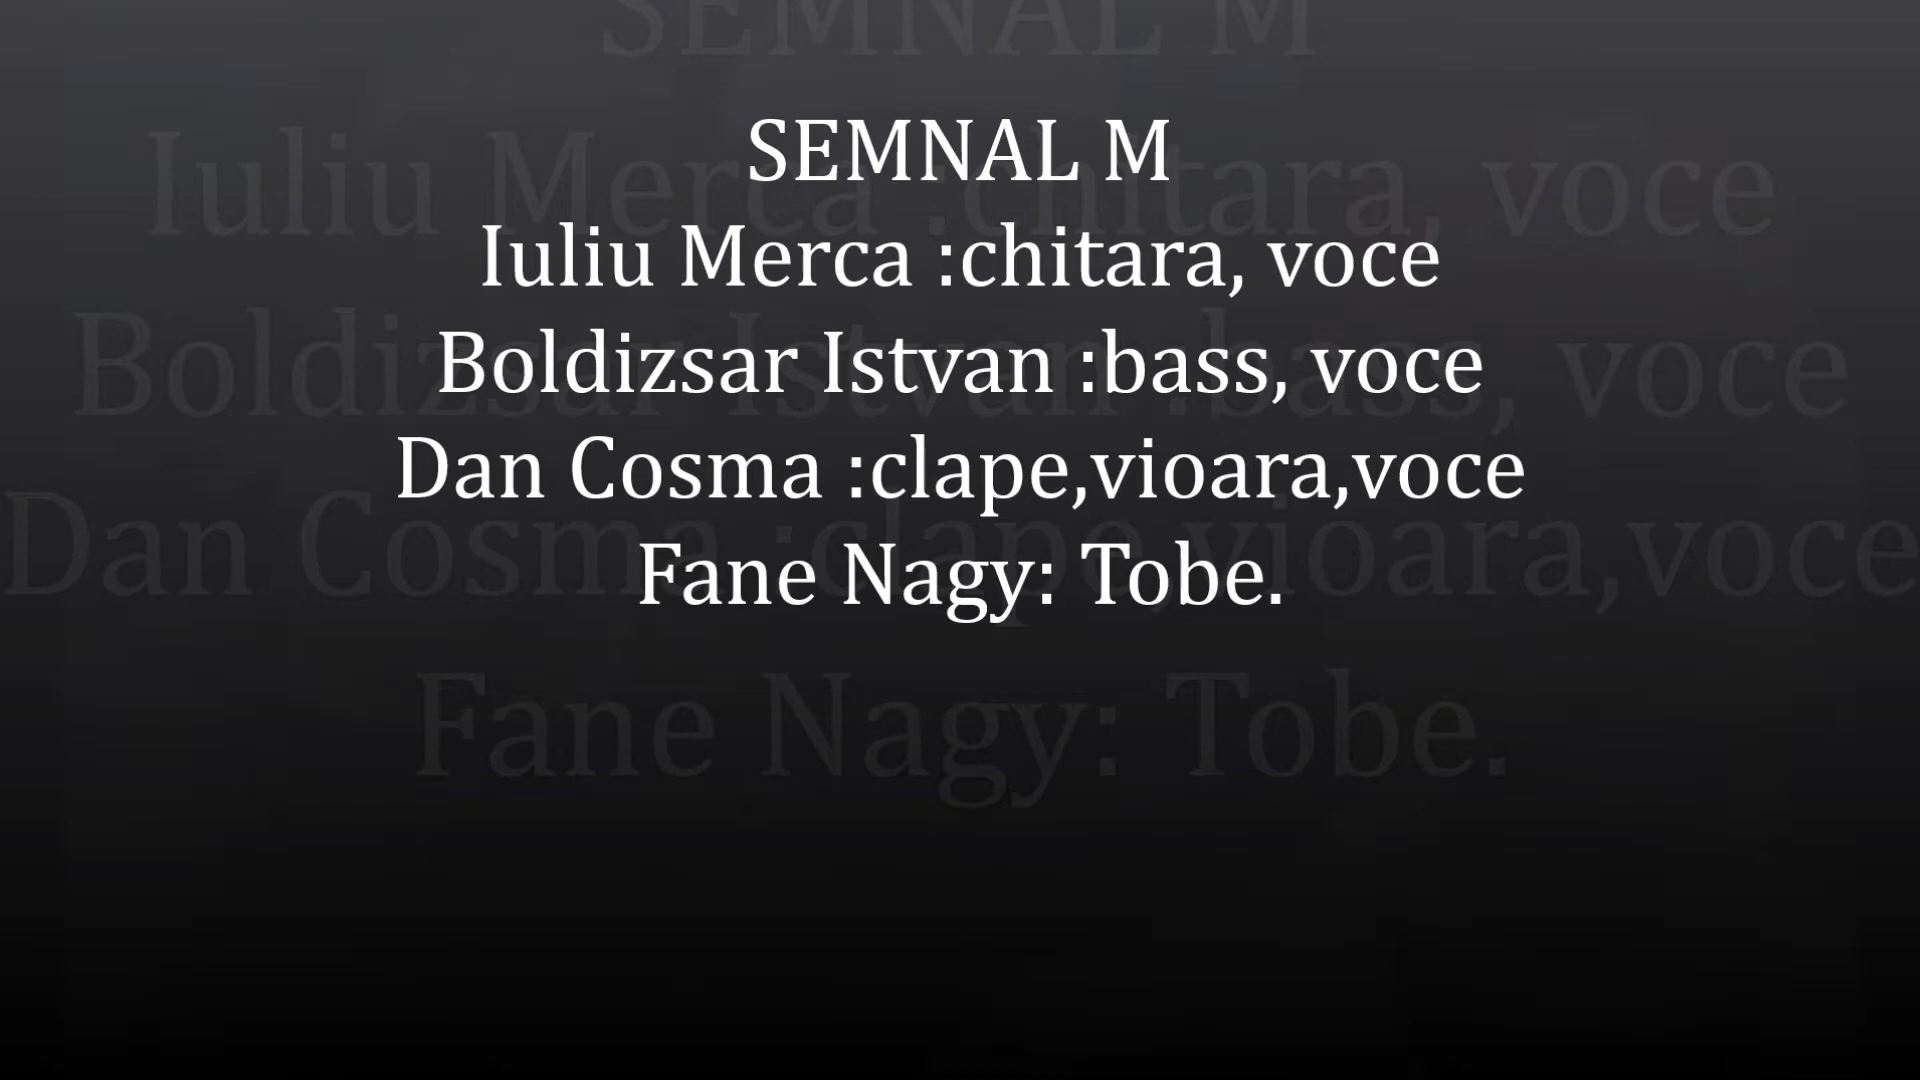 SEMNAL M
Iuliu Merca :chitara, voce
Boldizsar Istvan :bass, voce
Dan Cosma :clape,vioara,voce
Fane Nagy: Tobe.